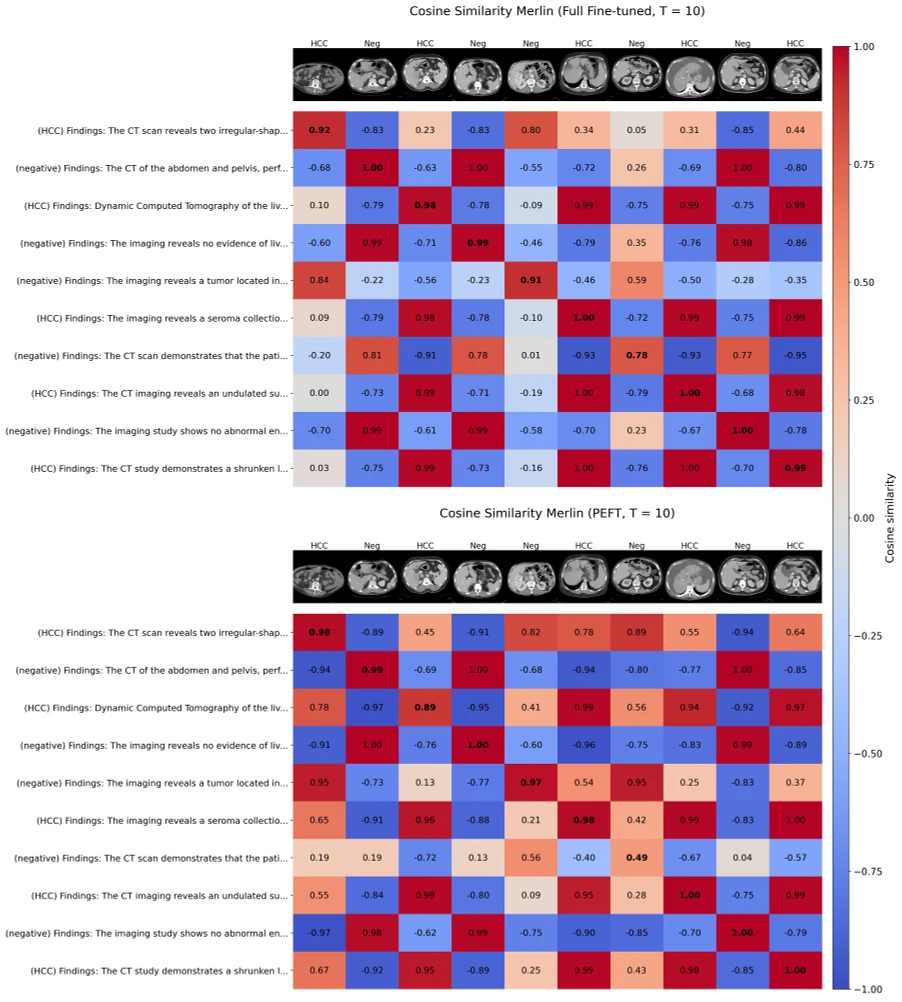 Cosine Similarity Merlin (Full Fine-tuned, T = 10)
HCC Neg HCC Neg Neg HCC Neg HCC Neg HCC
(HCC) Findings: The CT scan reveals two irregular-shap... 0.92 -0.83 0.23 -0.83 0.80 0.34 0.05 0.31 -0.85 0.44
(negative) Findings: The CT of the abdomen and pelvis, perf... -0.68 1.00 -0.63 1.00 -0.55 -0.72 0.26 -0.69 1.00 -0.80
(HCC) Findings: Dynamic Computed Tomography of the liv... 0.10 -0.79 0.98 -0.78 -0.09 0.99 -0.75 0.99 -0.75 0.99
(negative) Findings: The imaging reveals no evidence of liv... -0.60 0.99 -0.71 0.99 -0.46 -0.79 0.35 -0.76 0.98 -0.86
(negative) Findings: The imaging reveals a tumor located in... 0.84 -0.22 -0.56 -0.23 0.91 -0.46 0.59 -0.50 -0.28 -0.35
(HCC) Findings: The imaging reveals a seroma collectio... 0.09 -0.79 0.98 -0.78 -0.10 1.00 -0.72 0.99 -0.75 0.99
(negative) Findings: The CT scan demonstrates that the pati... -0.20 0.81 -0.91 0.78 0.01 -0.93 0.78 -0.93 0.77 -0.95
(HCC) Findings: The CT imaging reveals an undulated su... 0.00 -0.73 0.99 -0.71 -0.19 1.00 -0.79 1.00 -0.68 0.98
(negative) Findings: The imaging study shows no abnormal en... -0.70 0.99 -0.61 0.99 -0.58 -0.70 0.23 -0.67 1.00 -0.78
(HCC) Findings: The CT study demonstrates a shrunken l... 0.03 -0.75 0.99 -0.73 -0.16 1.00 -0.76 1.00 -0.70 0.99
Cosine Similarity Merlin (PEFT, T = 10)
HCC Neg HCC Neg Neg HCC Neg HCC Neg HCC
(HCC) Findings: The CT scan reveals two irregular-shap... 0.98 -0.89 0.45 -0.91 0.82 0.78 0.89 0.55 -0.94 0.64
(negative) Findings: The CT of the abdomen and pelvis, perf... -0.94 0.99 -0.69 1.00 -0.68 -0.94 -0.80 -0.77 1.00 -0.85
(HCC) Findings: Dynamic Computed Tomography of the liv... 0.78 -0.97 0.89 -0.95 0.41 0.99 0.56 0.94 -0.92 0.97
(negative) Findings: The imaging reveals no evidence of liv... -0.91 1.00 -0.76 1.00 -0.60 -0.96 -0.75 -0.83 0.99 -0.89
(negative) Findings: The imaging reveals a tumor located in... 0.95 -0.73 0.13 -0.77 0.97 0.54 0.95 0.25 -0.83 0.37
(HCC) Findings: The imaging reveals a seroma collectio... 0.65 -0.91 0.96 -0.88 0.21 0.98 0.42 0.99 -0.83 1.00
(negative) Findings: The CT scan demonstrates that the pati... 0.19 0.19 -0.72 0.13 0.56 -0.40 0.49 -0.67 0.04 -0.57
(HCC) Findings: The CT imaging reveals an undulated su... 0.55 -0.84 0.99 -0.80 0.09 0.95 0.28 1.00 -0.75 0.99
(negative) Findings: The imaging study shows no abnormal en... -0.97 0.98 -0.62 0.99 -0.75 -0.90 -0.85 -0.70 1.00 -0.79
(HCC) Findings: The CT study demonstrates a shrunken l... 0.67 -0.92 0.95 -0.89 0.25 0.99 0.43 0.98 -0.85 1.00
1.00
0.75
0.50
0.25
0.00
−0.25
−0.50
−0.75
−1.00
Cosine similarity